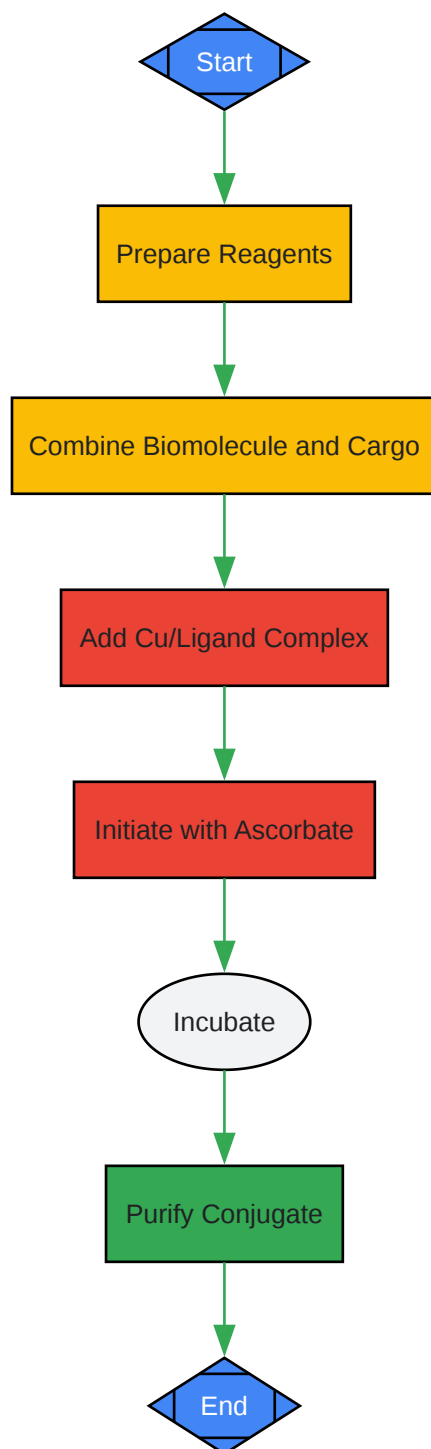 Start
Prepare Reagents
Combine Biomolecule and Cargo
Add Cu/Ligand Complex
Initiate with Ascorbate
Incubate
Purify Conjugate
End